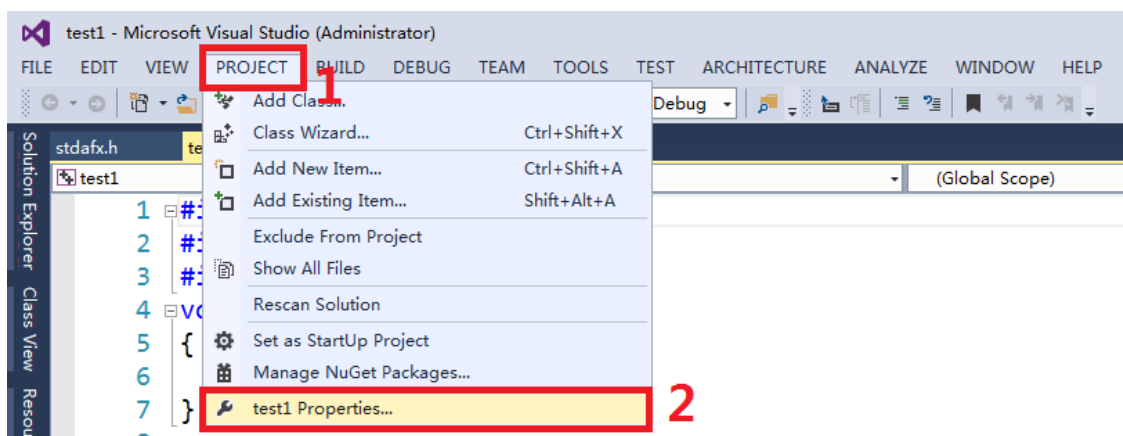 test1 - Microsoft Visual Studio (Administrator)
FILE EDIT VIEW PROJECT BUILD DEBUG TEAM TOOLS TEST ARCHITECTURE ANALYZE WINDOW HELP
1
Add Class...
Debug
Class Wizard... Ctrl+Shift+X
stdafx.h te
Add New Item... Ctrl+Shift+A
test1 (Global Scope)
Add Existing Item... Shift+Alt+A
1 #i
2 #i
Exclude From Project
3 #i
Show All Files
4 vo
Rescan Solution
5 {
Set as StartUp Project
6
Manage NuGet Packages...
7 }
test1 Properties...
2
Solution Explorer
Class View
Resou